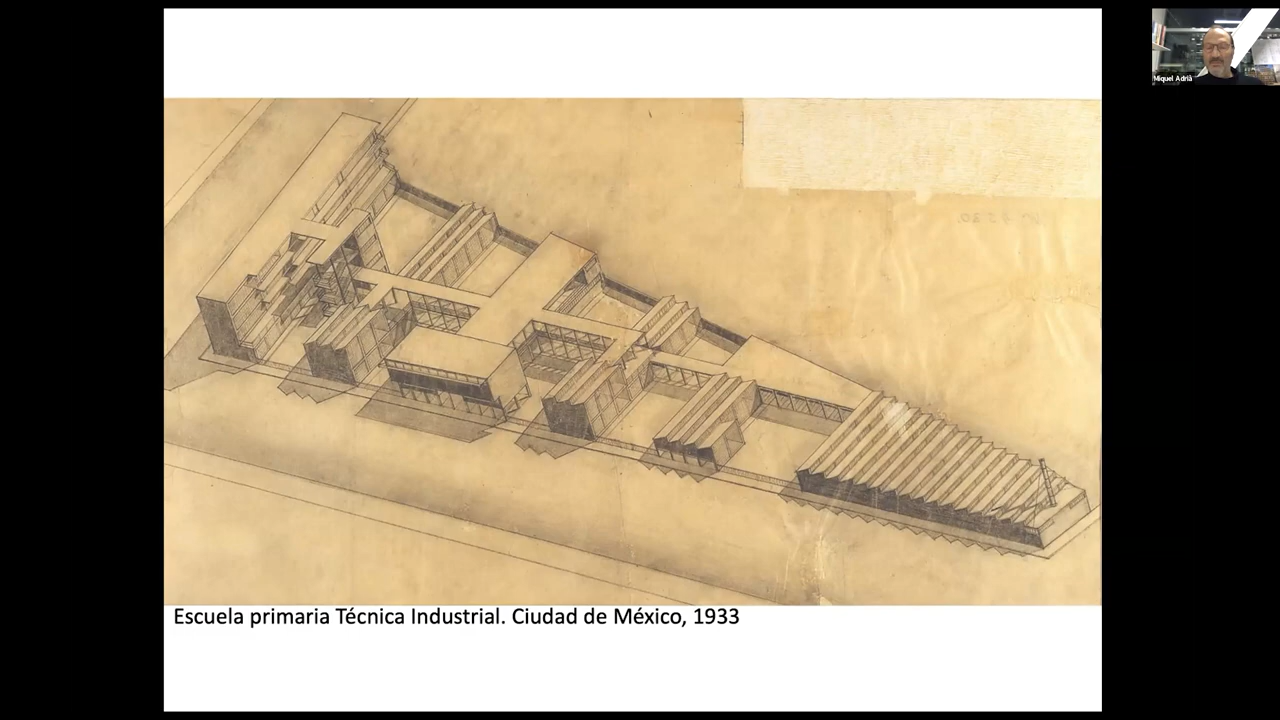 Miquel Adrià
Escuela primaria Técnica Industrial. Ciudad de México, 1933